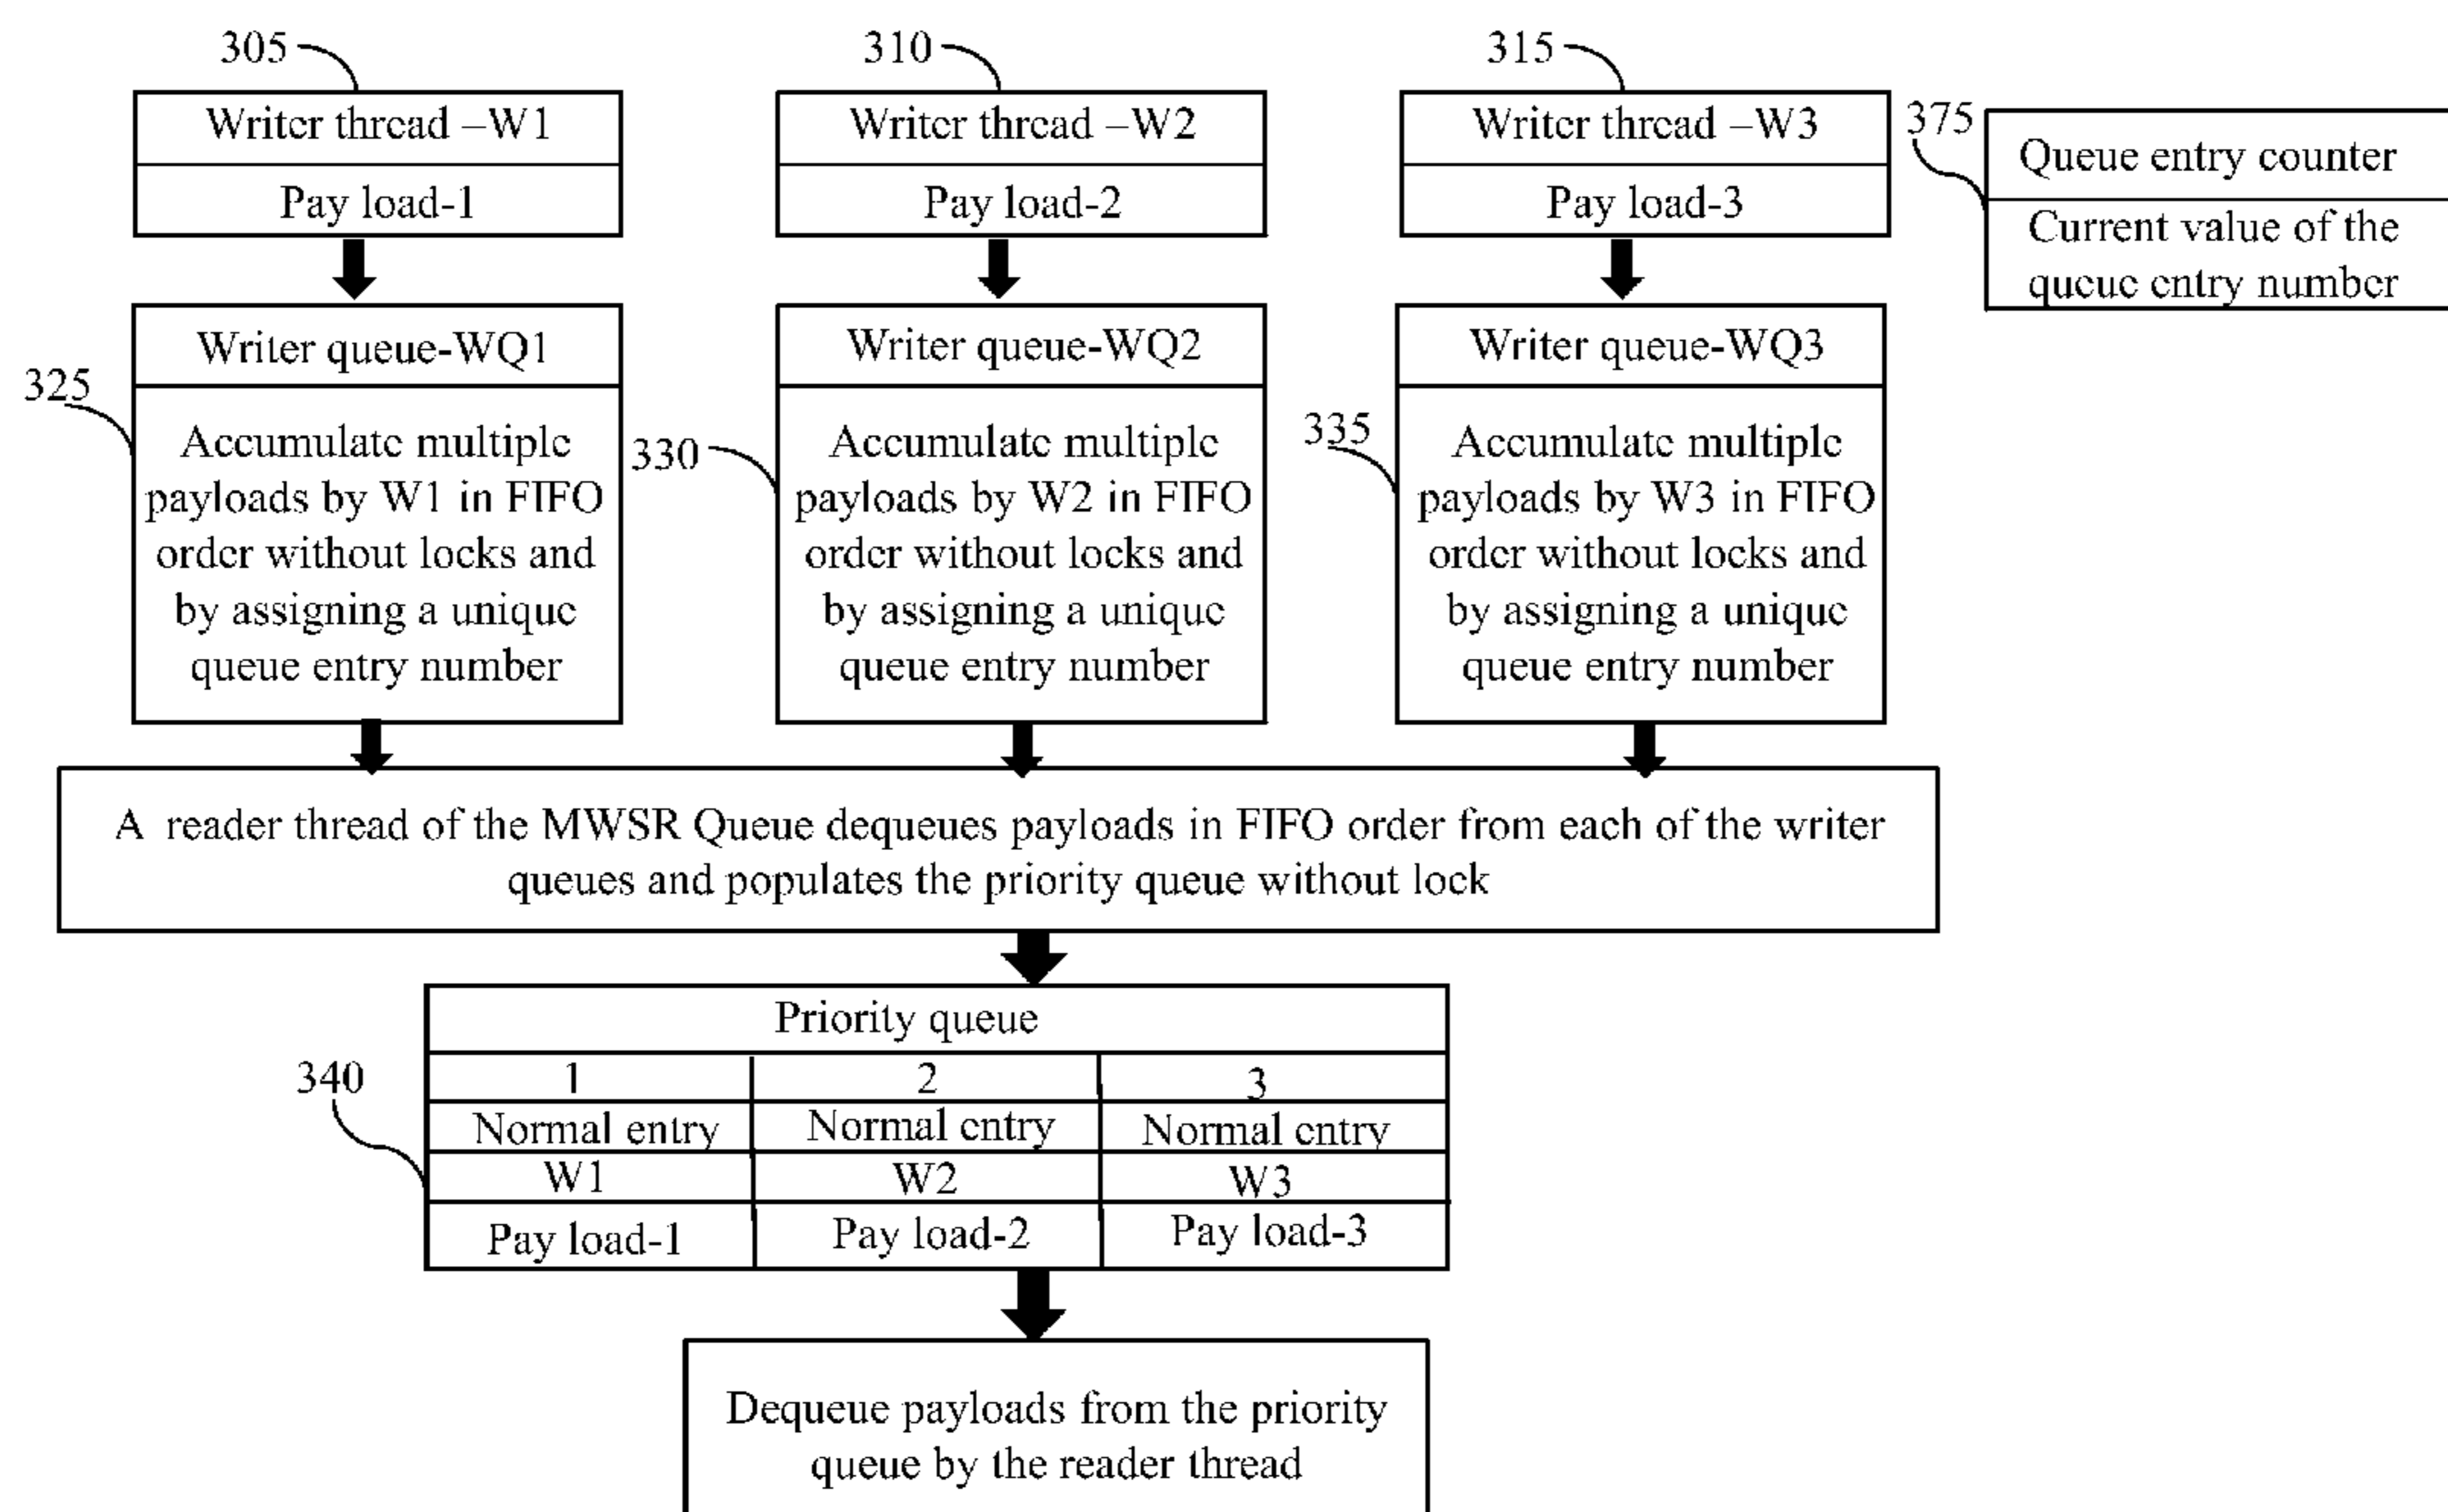 305
310
315
Writer thread –W1
Pay load-1
Writer thread –W2
Pay load-2
Writer thread –W3
Pay load-3
375
Queue entry counter
Current value of the
queue entry number
325
Writer queue-WQ1
Accumulate multiple
payloads by W1 in FIFO
order without locks and
by assigning a unique
queue entry number
330
Writer queue-WQ2
Accumulate multiple
payloads by W2 in FIFO
order without locks and
by assigning a unique
queue entry number
335
Writer queue-WQ3
Accumulate multiple
payloads by W3 in FIFO
order without locks and
by assigning a unique
queue entry number
A reader thread of the MWSR Queue dequeues payloads in FIFO order from each of the writer
queues and populates the priority queue without lock
340
Priority queue
1 2 3
Normal entry Normal entry Normal entry
W1 W2 W3
Pay load-1 Pay load-2 Pay load-3
Dequeue payloads from the priority
queue by the reader thread